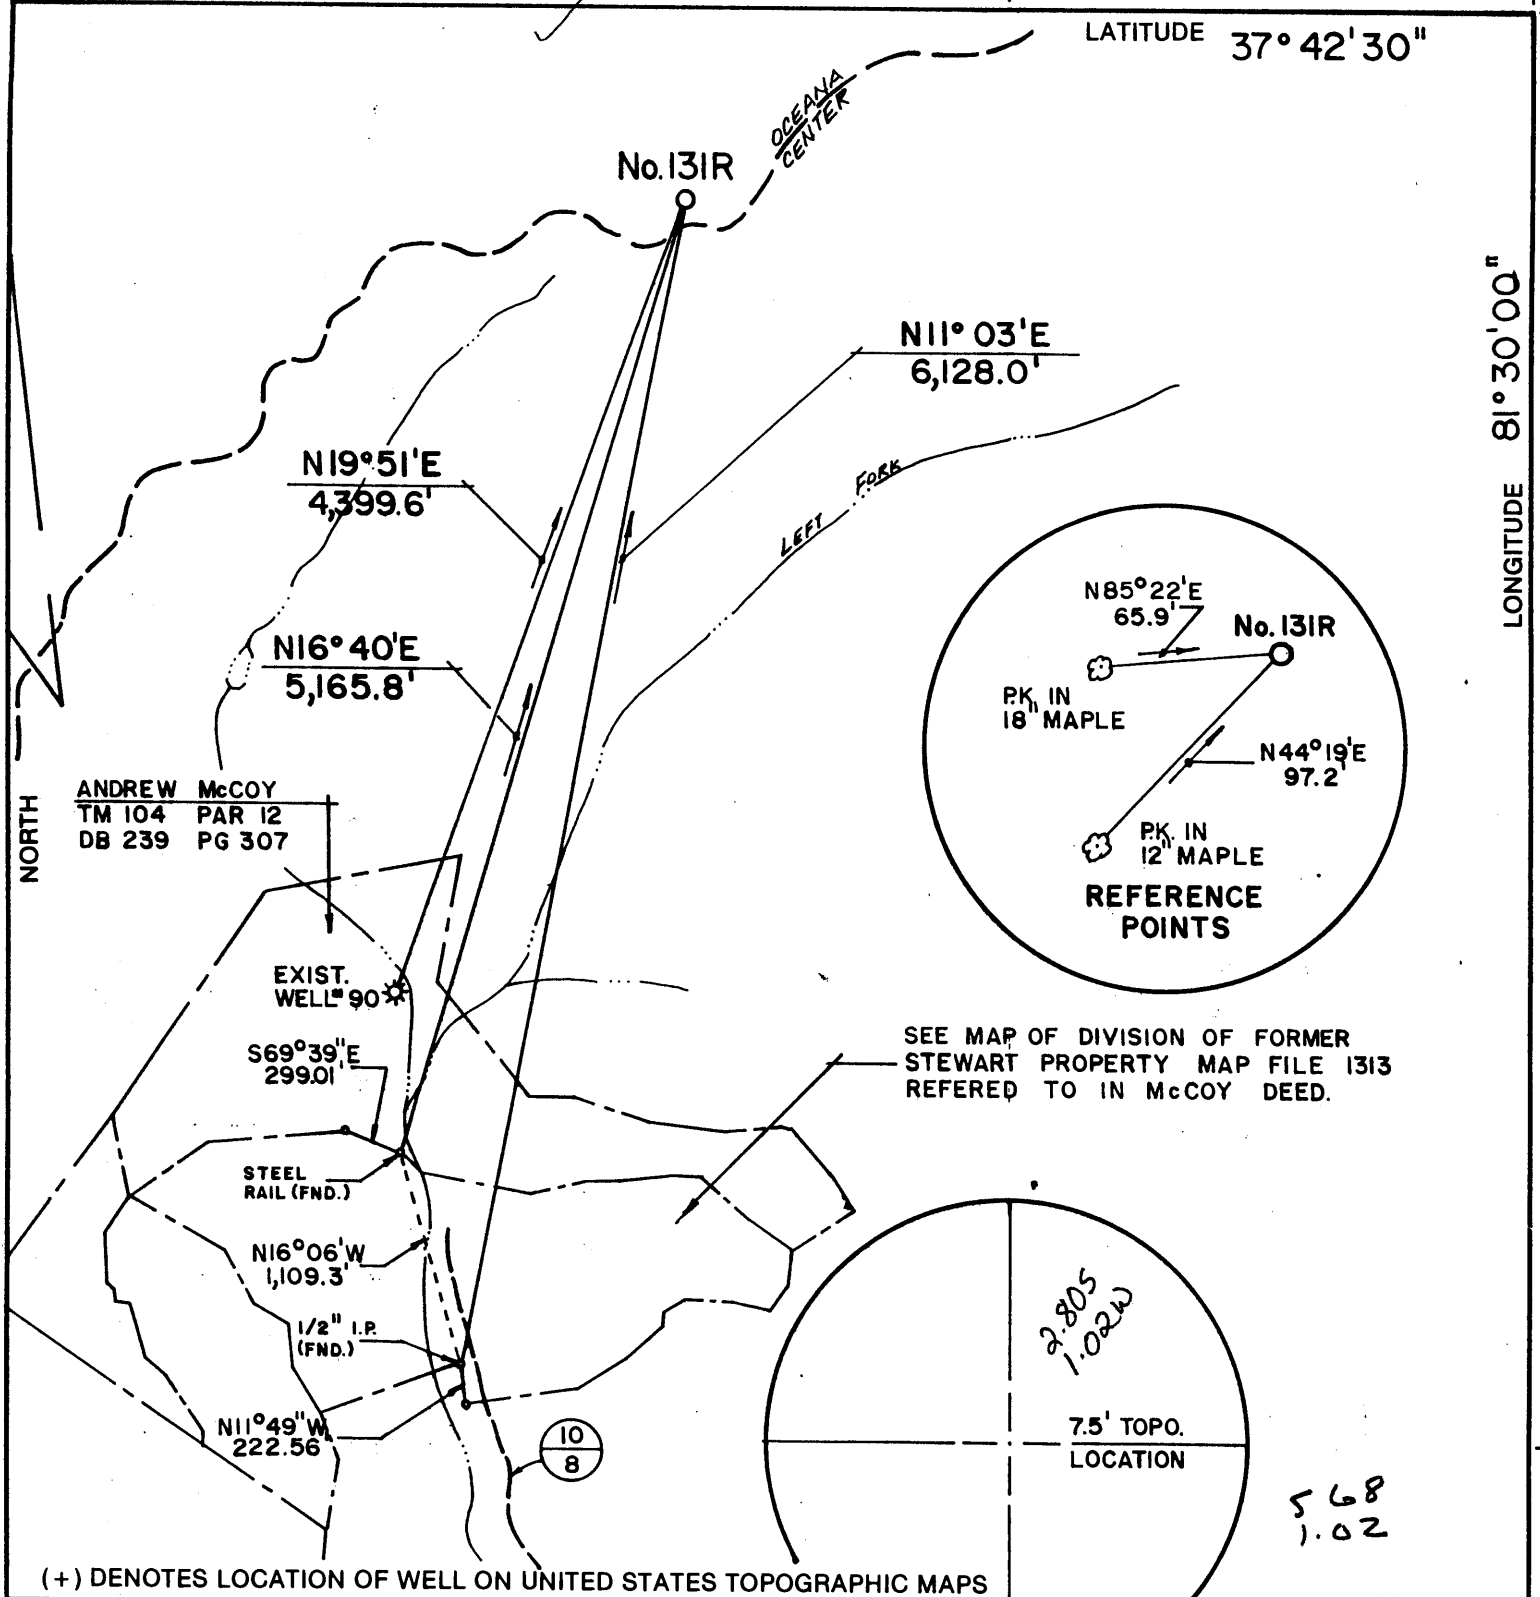 LATITUDE 37° 42' 30"
OCEANA
CENTER
No. 131R
N11° 03' E
6,128.0'
LONGITUDE 81° 30' 00"
N19° 51' E
4,399.6'
LEFT FORK
N85° 22' E
65.9'
No. 131R
P.K. IN
18" MAPLE
N44° 19' E
97.2'
P.K. IN
12" MAPLE
REFERENCE
POINTS
N16° 40' E
5,165.8'
NORTH
ANDREW McCOY
TM 104 PAR 12
DB 239 PG 307
EXIST.
WELL # 90
SEE MAP OF DIVISION OF FORMER
STEWART PROPERTY MAP FILE 1313
REFERED TO IN McCOY DEED.
S69° 39" E
299.01'
STEEL
RAIL (FND.)
N16° 06' W
1,109.3'
1/2" I.P.
(FND.)
N11° 49" W
222.56'
10
8
2.80S
1.02W
7.5' TOPO.
LOCATION
5 68
1.02
(+) DENOTES LOCATION OF WELL ON UNITED STATES TOPOGRAPHIC MAPS